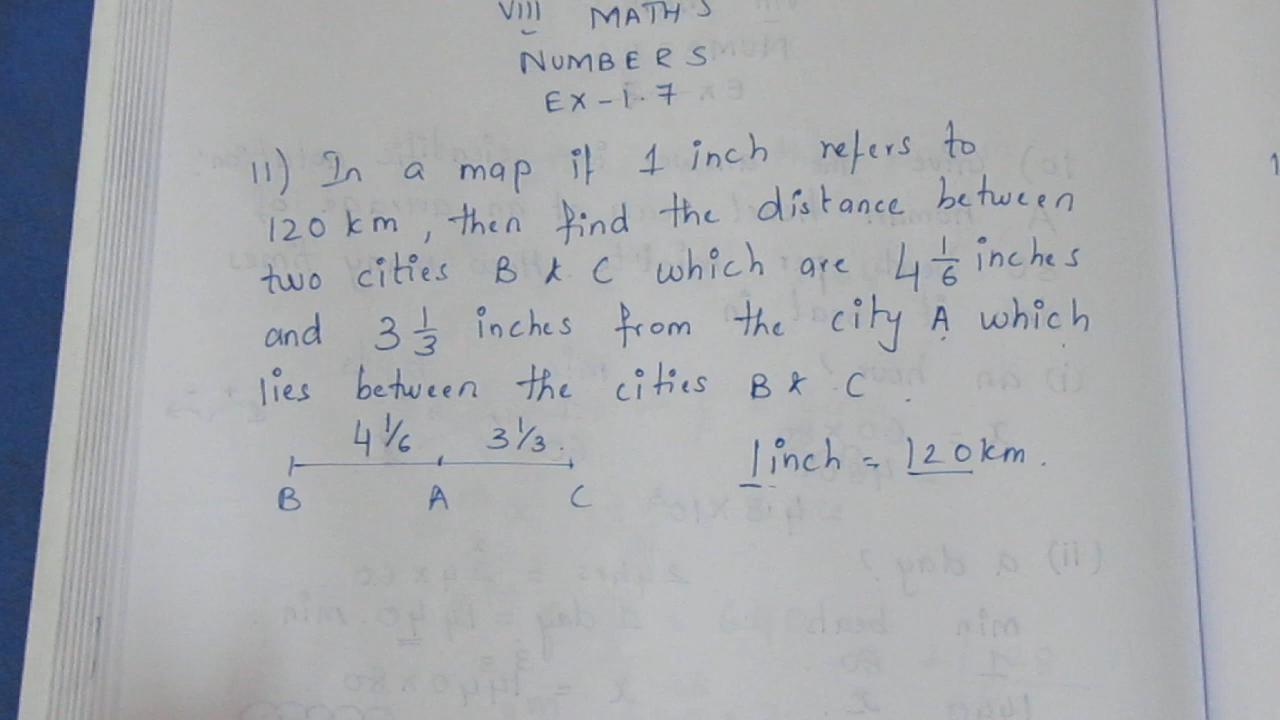 VIII MATHS
NUMBERS
EX-1.7
11) In a map if 1 inch refers to
120 km, then find the distance between
two cities B & C which are 4 1/6 inches
and 3 1/3 inches from the city A which
lies between the cities B & C.
4 1/6 3 1/3
1 inch = 120 km.
B A C